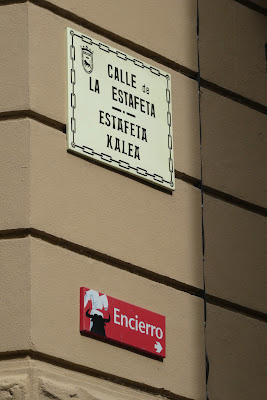 CALLE de
LA ESTAFETA
ESTAFETA
KALEA
Encierro